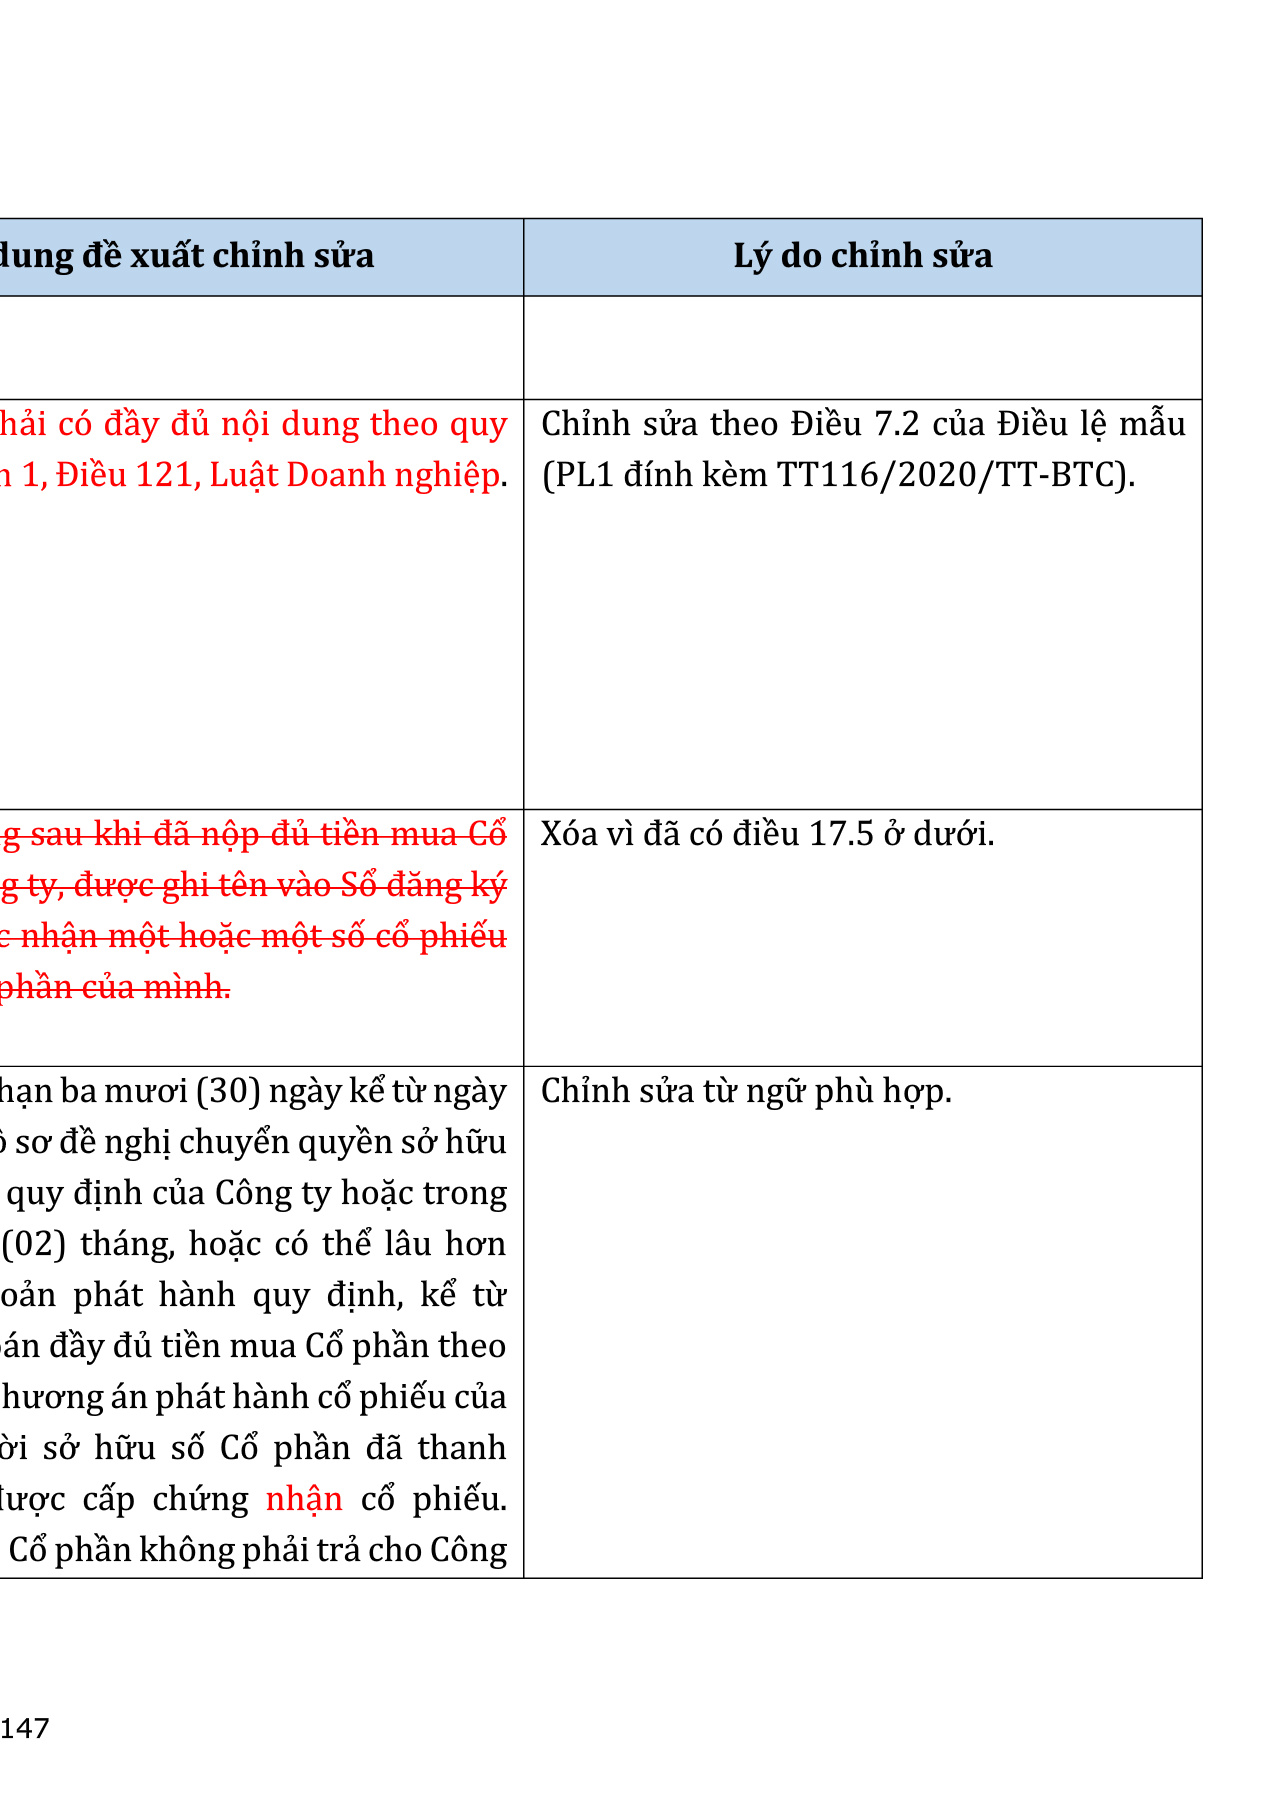 dung đề xuất chỉnh sửa
Lý do chỉnh sửa
hải có đầy đủ nội dung theo quy
1, Điều 121, Luật Doanh nghiệp.
Chỉnh sửa theo Điều 7.2 của Điều lệ mẫu
(PL1 đính kèm TT116/2020/TT-BTC).
g sau khi đã nộp đủ tiền mua Cổ
g ty, được ghi tên vào Sổ đăng ký
c nhận một hoặc một số cổ phiếu
phần của mình.
Xóa vì đã có điều 17.5 ở dưới.
hạn ba mươi (30) ngày kể từ ngày
sơ đề nghị chuyển quyền sở hữu
quy định của Công ty hoặc trong
(02) tháng, hoặc có thể lâu hơn
oản phát hành quy định, kể từ
án đầy đủ tiền mua Cổ phần theo
hương án phát hành cổ phiếu của
ời sở hữu số Cổ phần đã thanh
được cấp chứng nhận cổ phiếu.
Cổ phần không phải trả cho Công
Chỉnh sửa từ ngữ phù hợp.
147